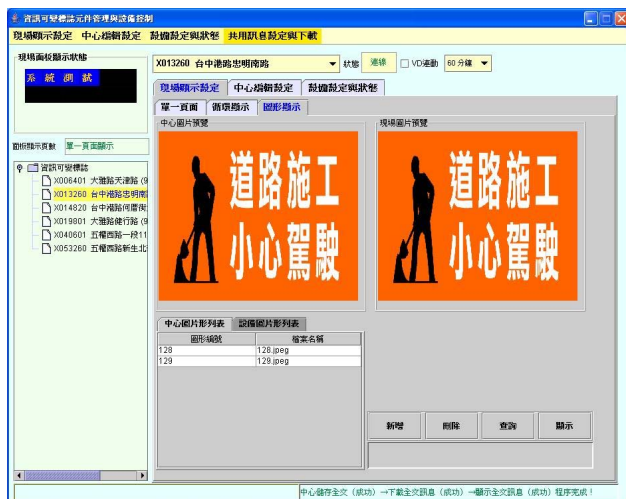 資訊可變標誌元件管理與設備控制
現場顯示設定 中心編輯設定 設備設定與狀態 共用訊息設定與下載
現場面板顯示狀態
系統測試
面板顯示頁數 單一頁面顯示
資訊可變標誌
X006401 大雅路天津路 (9
X013260 台中港路忠明南
X014820 台中港路何厝街
X019801 大雅路健行路 (9
X040601 五權西路一段11
X053260 五權西路新生北
X013260 台中港路忠明南路
狀態 連線 VD連動 60分鐘
現場顯示設定 中心編輯設定 設備設定與狀態
單一頁面 循環顯示 圖形顯示
中心圖片預覽
道路施工
小心駕駛
現場圖片預覽
道路施工
小心駕駛
中心圖片形列表 設備圖片形列表
圖形編號 檔案名稱
128 128.jpeg
129 129.jpeg
新增 刪除 查詢 顯示
中心儲存全文（成功）→下載全文訊息（成功）→顯示全文訊息（成功）程序完成！